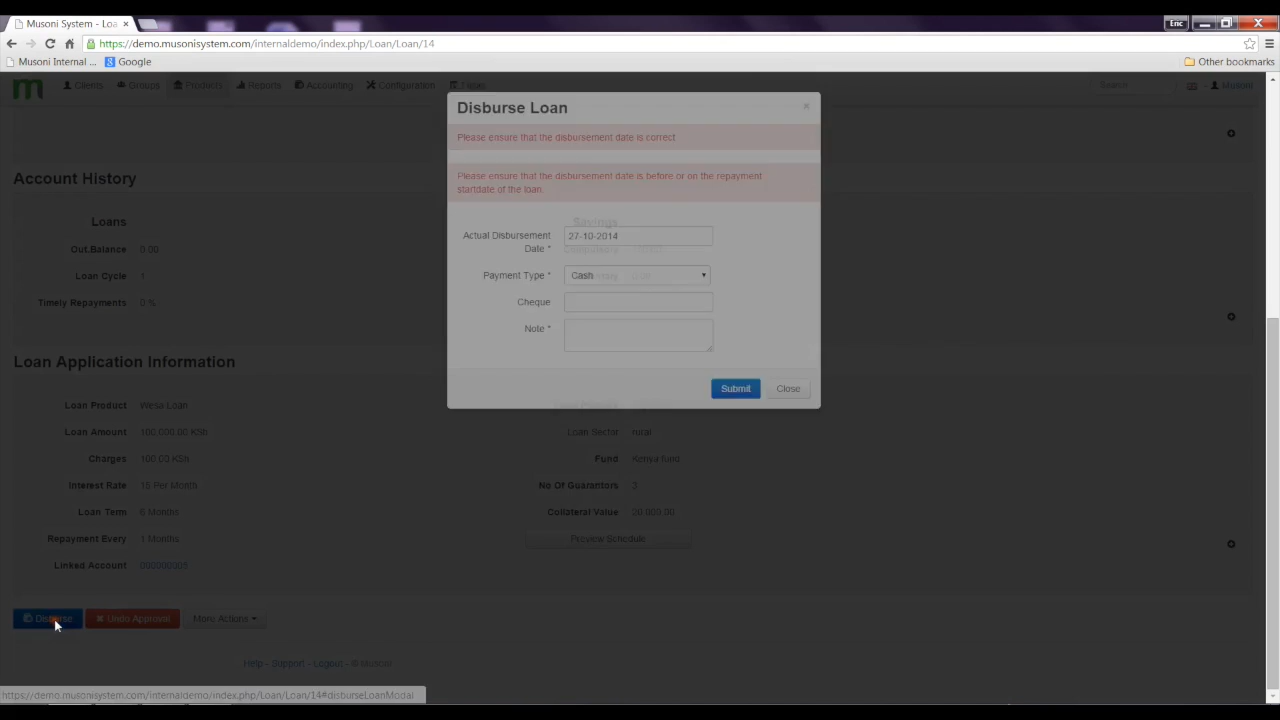 Musoni System - Loa
Enc
https://demo.musonisystem.com/internaldemo/index.php/Loan/Loan/14
Musoni Internal ...
Google
Other bookmarks
Clients
Groups
Products
Reports
Accounting
Configuration
Search
Musoni
Disburse Loan
×
Please ensure that the disbursement date is correct
Please ensure that the disbursement date is before or on the repayment
startdate of the loan.
Actual Disbursement
Date *
27-10-2014
Payment Type *
Cash
Cheque
Note *
Submit
Close
Account History
Loans
Savings
Out.Balance 0.00
Loan Cycle 1
Timely Repayments 0 %
Loan Application Information
Loan Product Wesa Loan
Loan Amount 100,000.00 KSh
Loan Sector rural
Charges 100.00 KSh
Fund Kenya fund
Interest Rate 10 Per Month
No Of Guarantors 3
Loan Term 6 Months
Collateral Value 20.000,00
Repayment Every 1 Months
Preview Schedule
Linked Account 000000005
Disburse
Undo Approval
More Actions
Help - Support - Logout - © Musoni
https://demo.musonisystem.com/internaldemo/index.php/Loan/Loan/14#disburseLoanModal